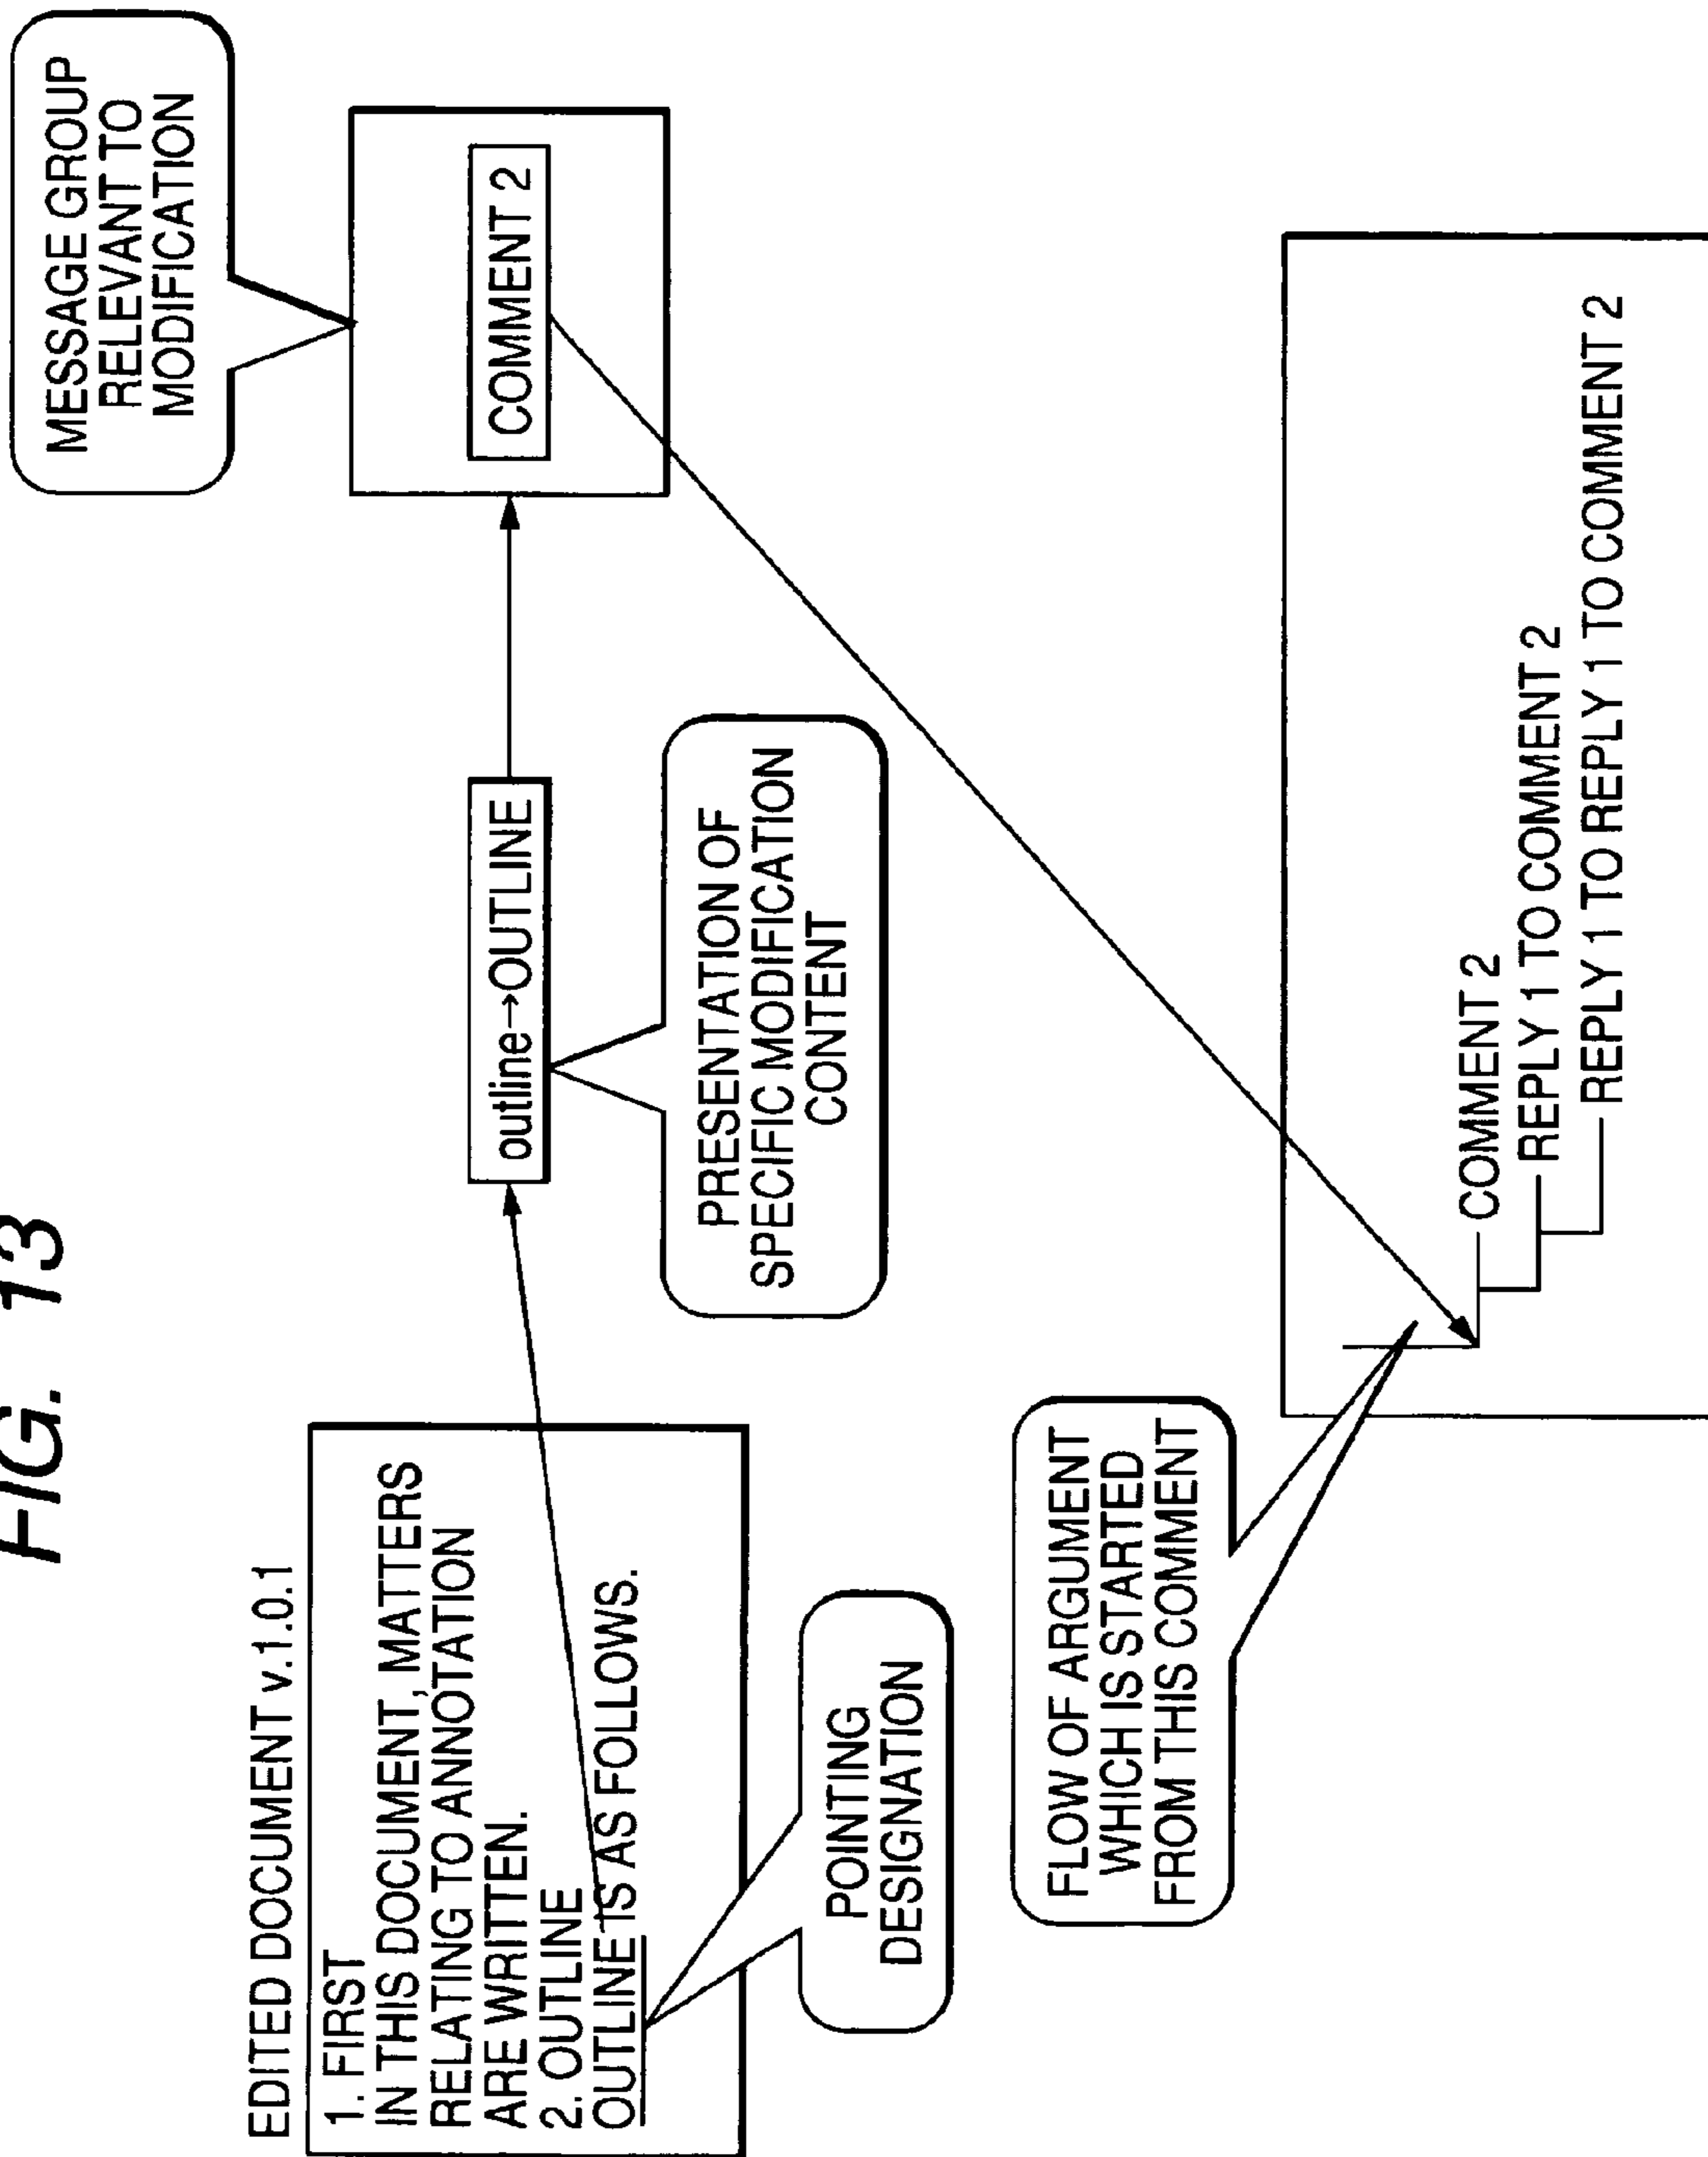 FIG. 13
EDITED DOCUMENT v.1.0.1
1. FIRST
IN THIS DOCUMENT, MATTERS
RELATING TO ANNOTATION
ARE WRITTEN.
2. OUTLINE
OUTLINE IS AS FOLLOWS.
POINTING
DESIGNATION
outline→OUTLINE
PRESENTATION OF
SPECIFIC MODIFICATION
CONTENT
MESSAGE GROUP
RELEVANT TO
MODIFICATION
COMMENT 2
FLOW OF ARGUMENT
WHICH IS STARTED
FROM THIS COMMENT
COMMENT 2
REPLY 1 TO COMMENT 2
REPLY 1 TO REPLY 1 TO COMMENT 2